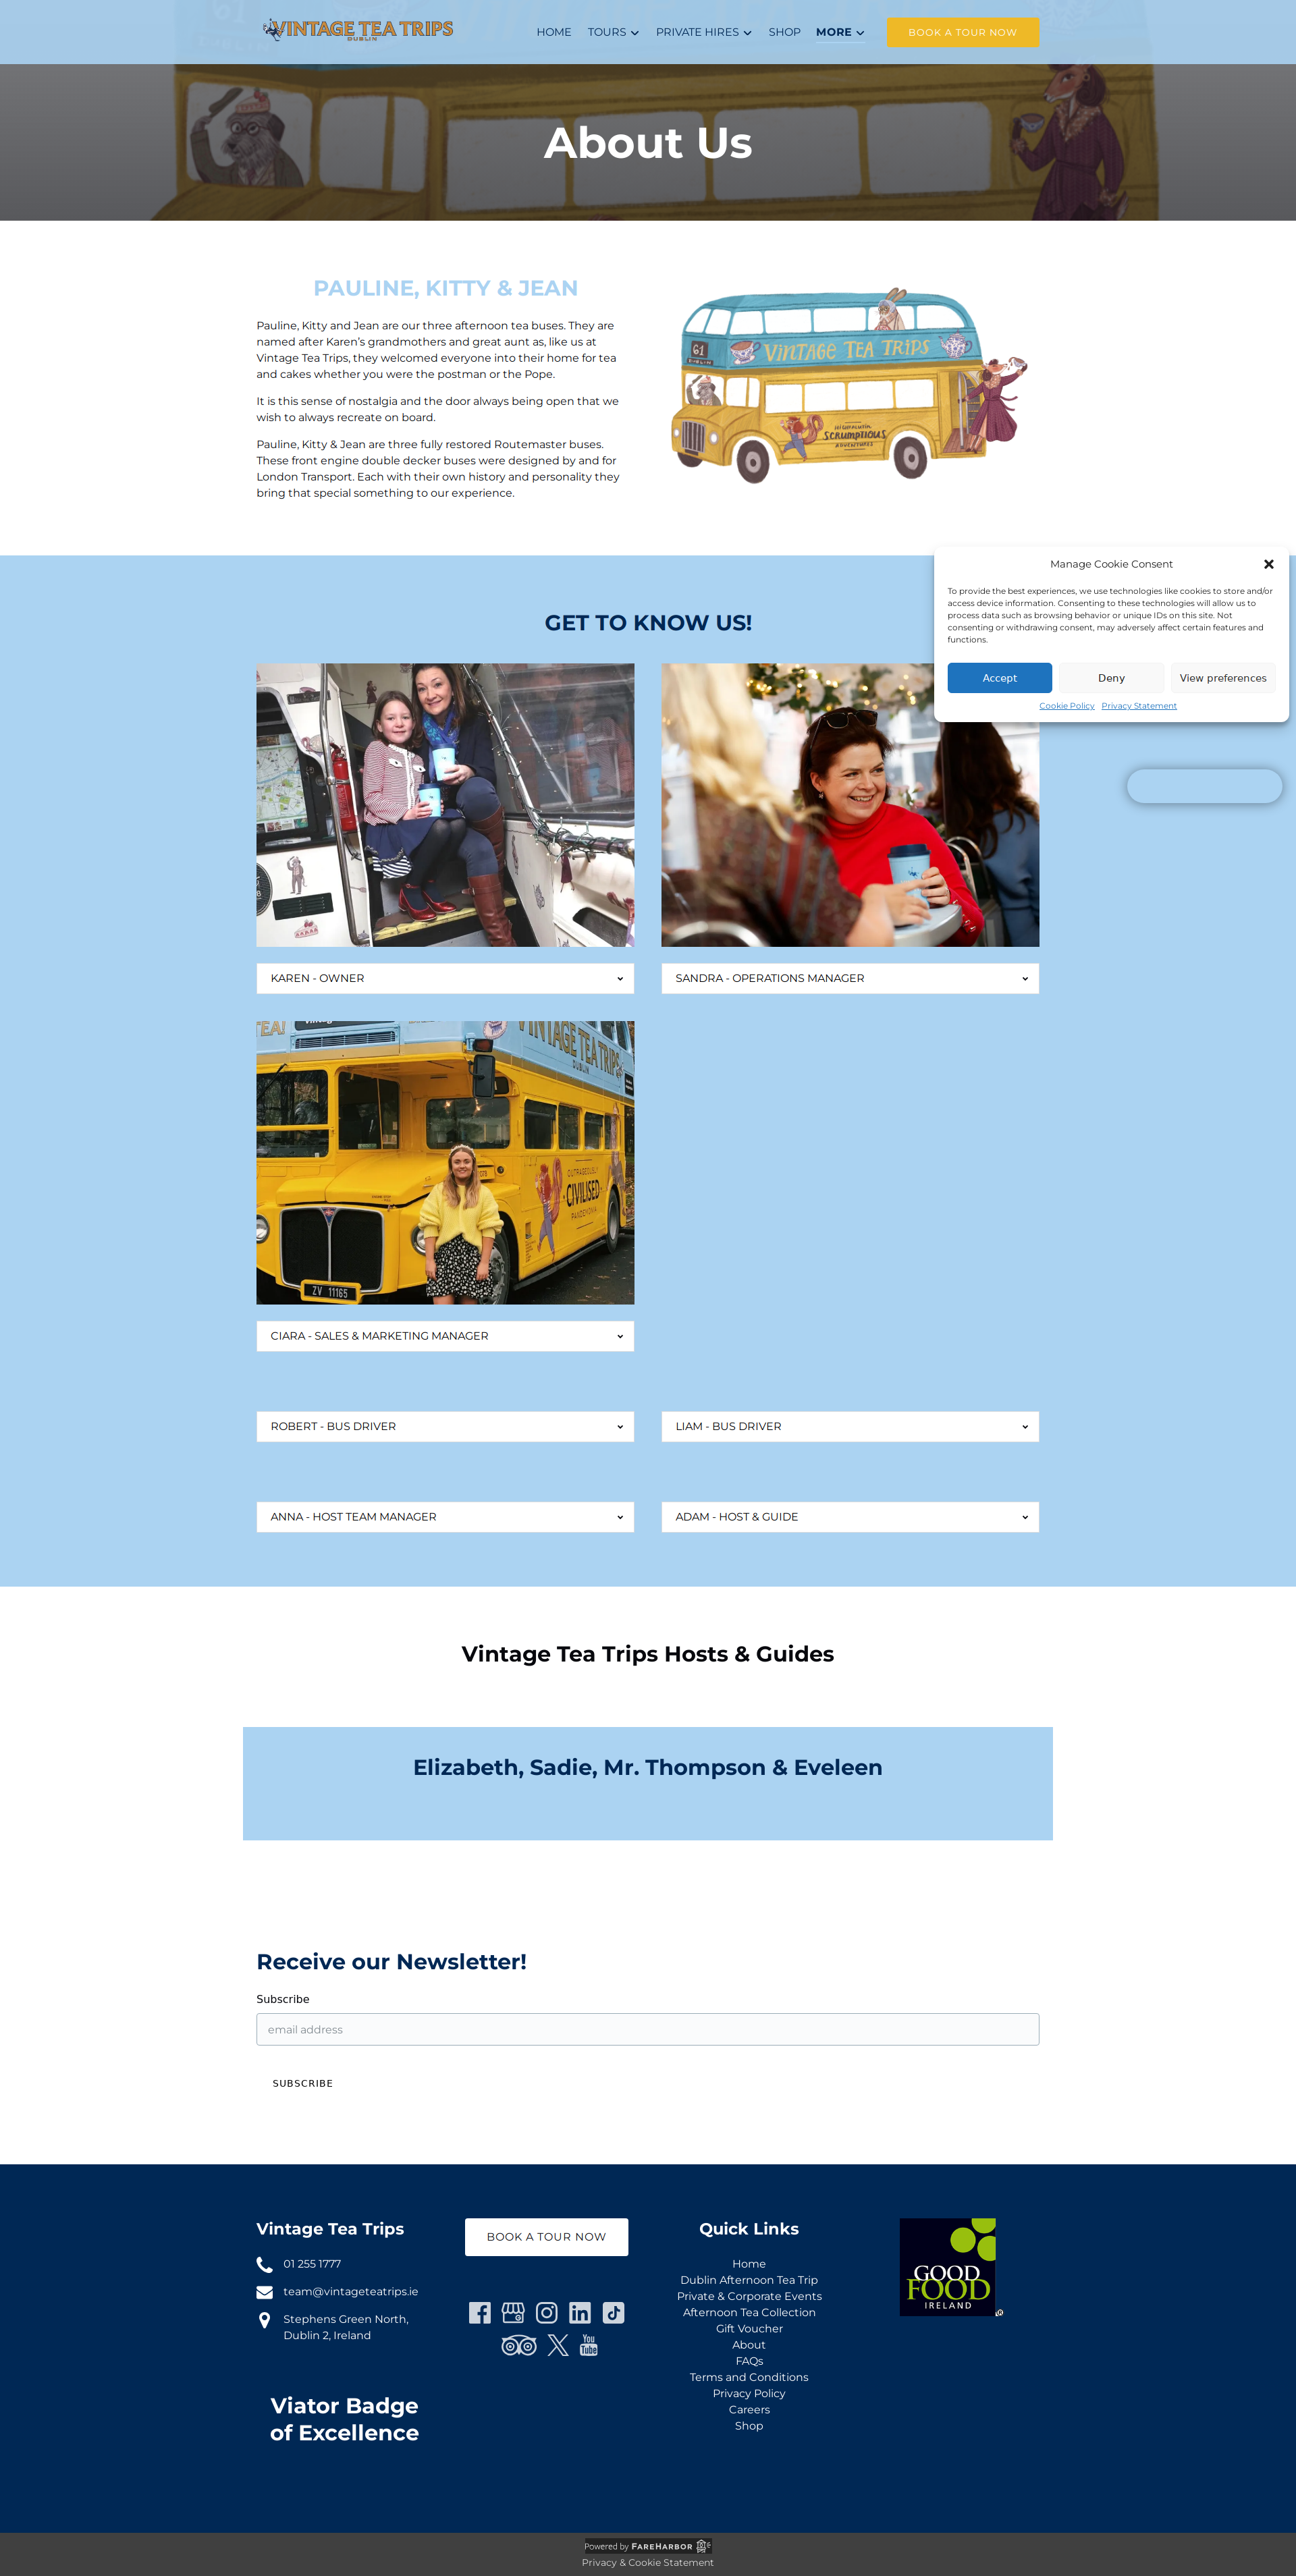 VINTAGE TEA TRIPS
DUBLIN
HOME
TOURS
PRIVATE HIRES
SHOP
MORE
BOOK A TOUR NOW
About Us
PAULINE, KITTY & JEAN
Pauline, Kitty and Jean are our three afternoon tea buses. They are
named after Karen’s grandmothers and great aunt as, like us at
Vintage Tea Trips, they welcomed everyone into their home for tea
and cakes whether you were the postman or the Pope.
It is this sense of nostalgia and the door always being open that we
wish to always recreate on board.
Pauline, Kitty & Jean are three fully restored Routemaster buses.
These front engine double decker buses were designed by and for
London Transport. Each with their own history and personality they
bring that special something to our experience.
61
VINTAGE TEA TRIPS
SCRUMPTIOUS
ADVENTURES
Manage Cookie Consent
To provide the best experiences, we use technologies like cookies to store and/or
access device information. Consenting to these technologies will allow us to
process data such as browsing behavior or unique IDs on this site. Not
consenting or withdrawing consent, may adversely affect certain features and
functions.
Accept
Deny
View preferences
Cookie Policy
Privacy Statement
GET TO KNOW US!
KAREN - OWNER
SANDRA - OPERATIONS MANAGER
VINTAGE TEA TRIPS
DUBLIN
OUTRAGEOUSLY
CIVILISED
PANDEMONIA
ZV 11165
CIARA - SALES & MARKETING MANAGER
ROBERT - BUS DRIVER
LIAM - BUS DRIVER
ANNA - HOST TEAM MANAGER
ADAM - HOST & GUIDE
Vintage Tea Trips Hosts & Guides
Elizabeth, Sadie, Mr. Thompson & Eveleen
Receive our Newsletter!
Subscribe
email address
SUBSCRIBE
Vintage Tea Trips
01 255 1777
team@vintageteatrips.ie
Stephens Green North,
Dublin 2, Ireland
Viator Badge
of Excellence
BOOK A TOUR NOW
You
Tube
Quick Links
Home
Dublin Afternoon Tea Trip
Private & Corporate Events
Afternoon Tea Collection
Gift Voucher
About
FAQs
Terms and Conditions
Privacy Policy
Careers
Shop
GOOD
FOOD
IRELAND
Powered by FAREHARBOR
Privacy & Cookie Statement